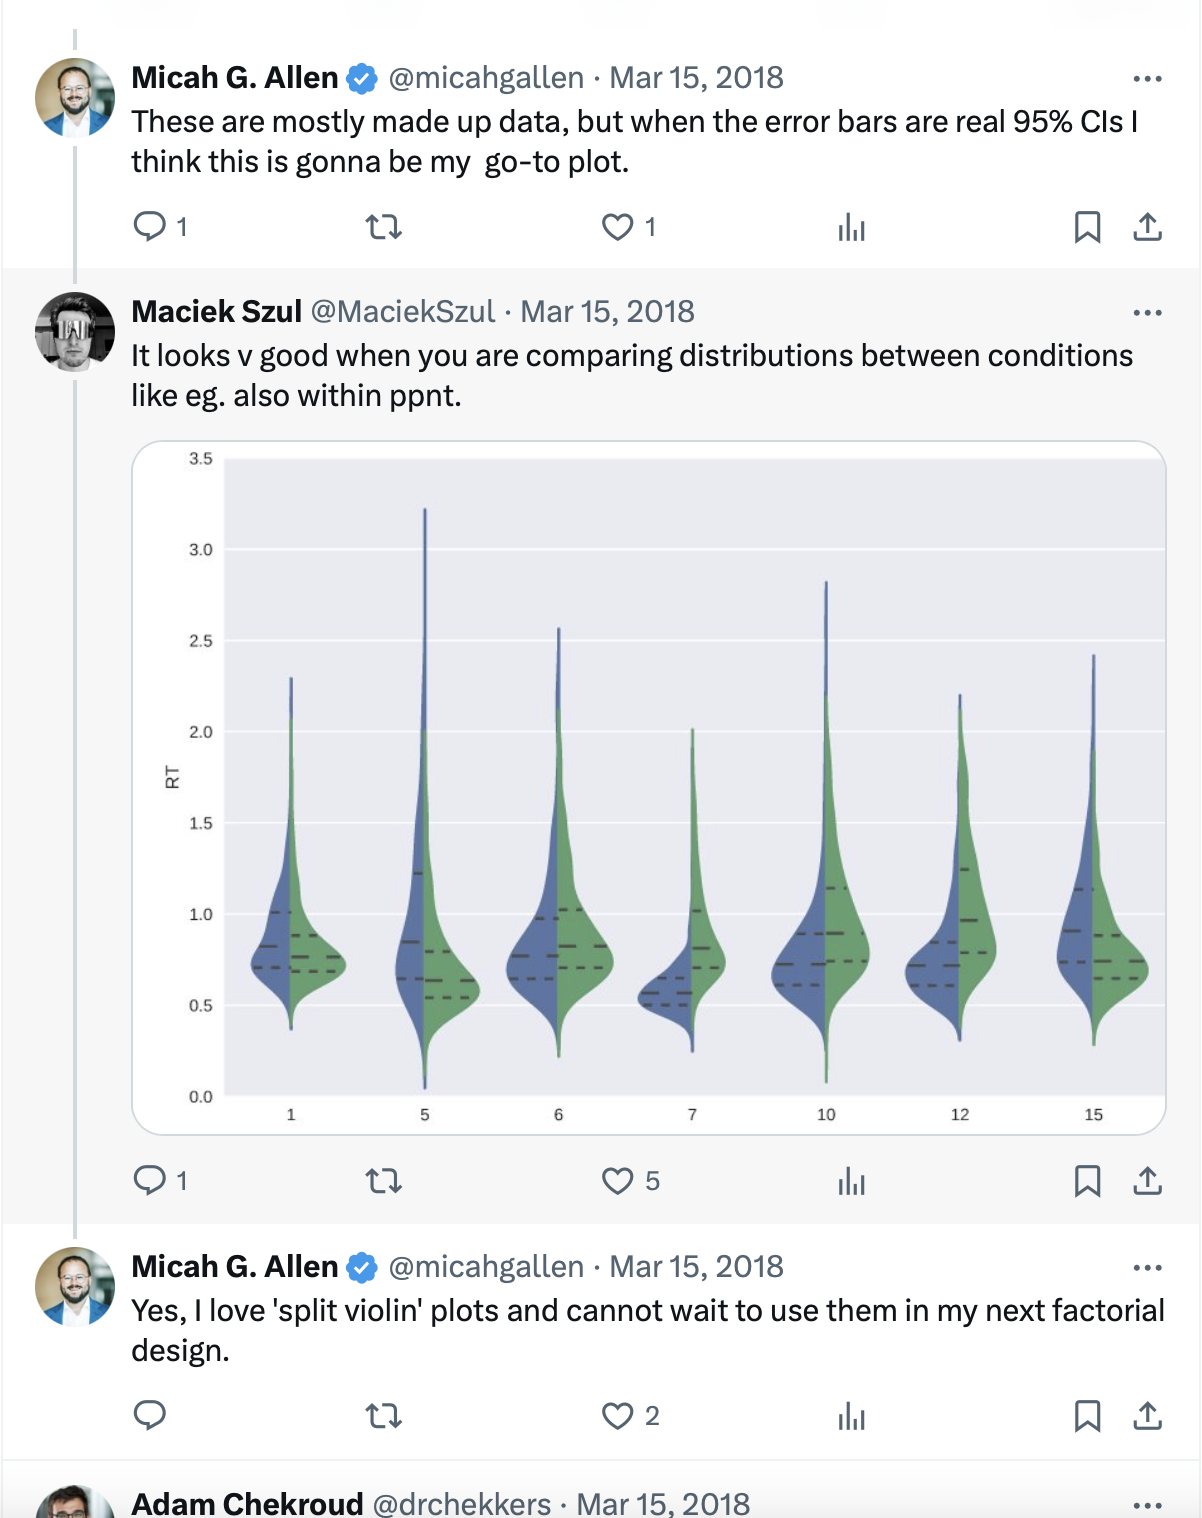 Micah G. Allen @micahgallen · Mar 15, 2018
These are mostly made up data, but when the error bars are real 95% CIs I
think this is gonna be my  go-to plot.
1 1
Maciek Szul @MaciekSzul · Mar 15, 2018
It looks v good when you are comparing distributions between conditions
like eg. also within ppnt.
3.5
3.0
2.5
2.0
RT
1.5
1.0
0.5
0.0
1 5 6 7 10 12 15
1 5
Micah G. Allen @micahgallen · Mar 15, 2018
Yes, I love 'split violin' plots and cannot wait to use them in my next factorial
design.
2
Adam Chekroud @drchekkers · Mar 15, 2018